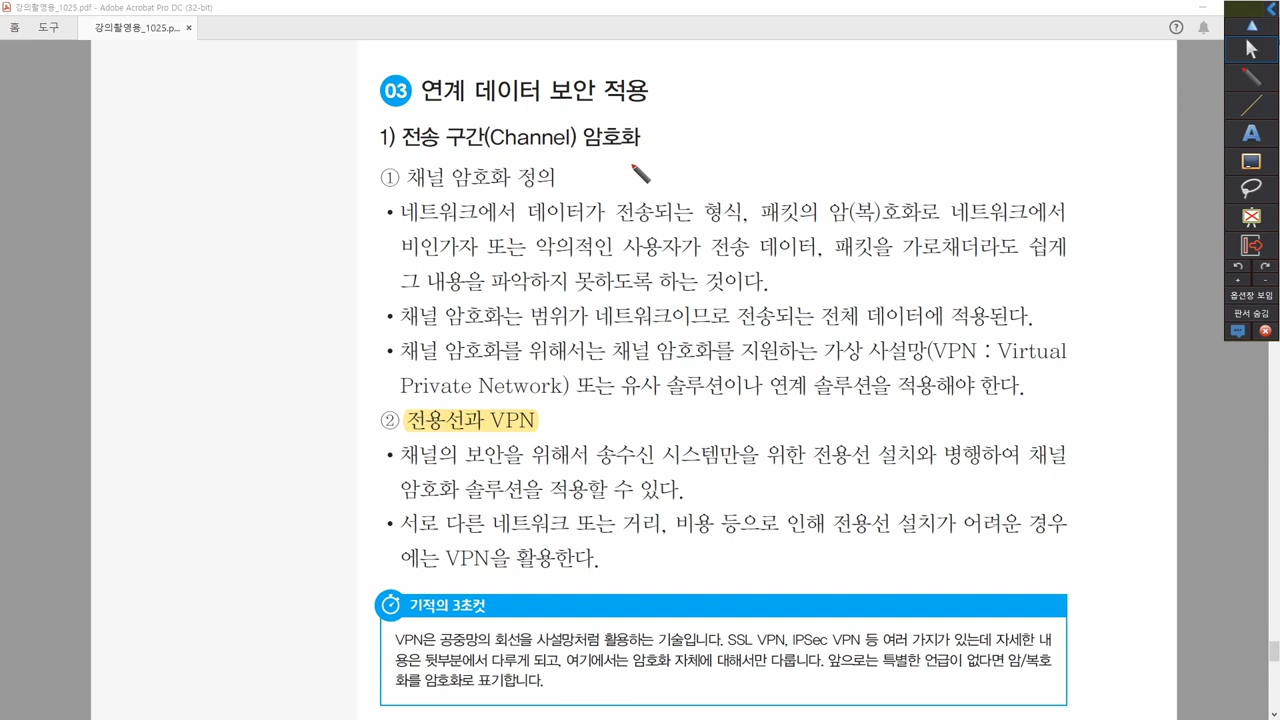 강의촬영용_1025.pdf - Adobe Acrobat Pro DC (32-bit)
홈 도구 강의촬영용_1025.p... ×
03 연계 데이터 보안 적용
1) 전송 구간(Channel) 암호화
① 채널 암호화 정의
• 네트워크에서 데이터가 전송되는 형식, 패킷의 암(복)호화로 네트워크에서
비인가자 또는 악의적인 사용자가 전송 데이터, 패킷을 가로채더라도 쉽게
그 내용을 파악하지 못하도록 하는 것이다.
• 채널 암호화는 범위가 네트워크이므로 전송되는 전체 데이터에 적용된다.
• 채널 암호화를 위해서는 채널 암호화를 지원하는 가상 사설망(VPN : Virtual
Private Network) 또는 유사 솔루션이나 연계 솔루션을 적용해야 한다.
② 전용선과 VPN
• 채널의 보안을 위해서 송수신 시스템만을 위한 전용선 설치와 병행하여 채널
암호화 솔루션을 적용할 수 있다.
• 서로 다른 네트워크 또는 거리, 비용 등으로 인해 전용선 설치가 어려운 경우
에는 VPN을 활용한다.
기적의 3초컷
VPN은 공중망의 회선을 사설망처럼 활용하는 기술입니다. SSL VPN, IPSec VPN 등 여러 가지가 있는데 자세한 내
용은 뒷부분에서 다루게 되고, 여기에서는 암호화 자체에 대해서만 다룹니다. 앞으로는 특별한 언급이 없다면 암/복호
화를 암호화로 표기합니다.
A
옵션장 보임
판서 숨김